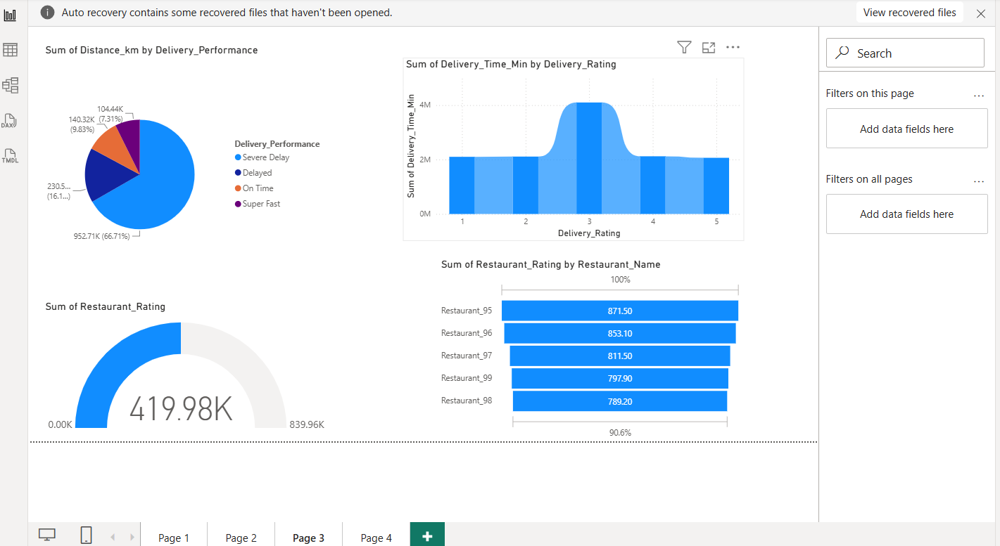 Auto recovery contains some recovered files that haven't been opened.
View recovered files
DAX
TMDL
Sum of Distance_km by Delivery_Performance
104.44K
(7.31%)
140.32K
(9.83%)
230.5...
(16.1...)
952.71K (66.71%)
Delivery_Performance
Severe Delay
Delayed
On Time
Super Fast
Sum of Delivery_Time_Min by Delivery_Rating
Sum of Delivery_Time_Min
4M
2M
0M
1 2 3 4 5
Delivery_Rating
Sum of Restaurant_Rating
419.98K
0.00K
839.96K
Sum of Restaurant_Rating by Restaurant_Name
100%
Restaurant_95 871.50
Restaurant_96 853.10
Restaurant_97 811.50
Restaurant_99 797.90
Restaurant_98 789.20
90.6%
Search
Filters on this page ...
Add data fields here
Filters on all pages ...
Add data fields here
Page 1 Page 2 Page 3 Page 4